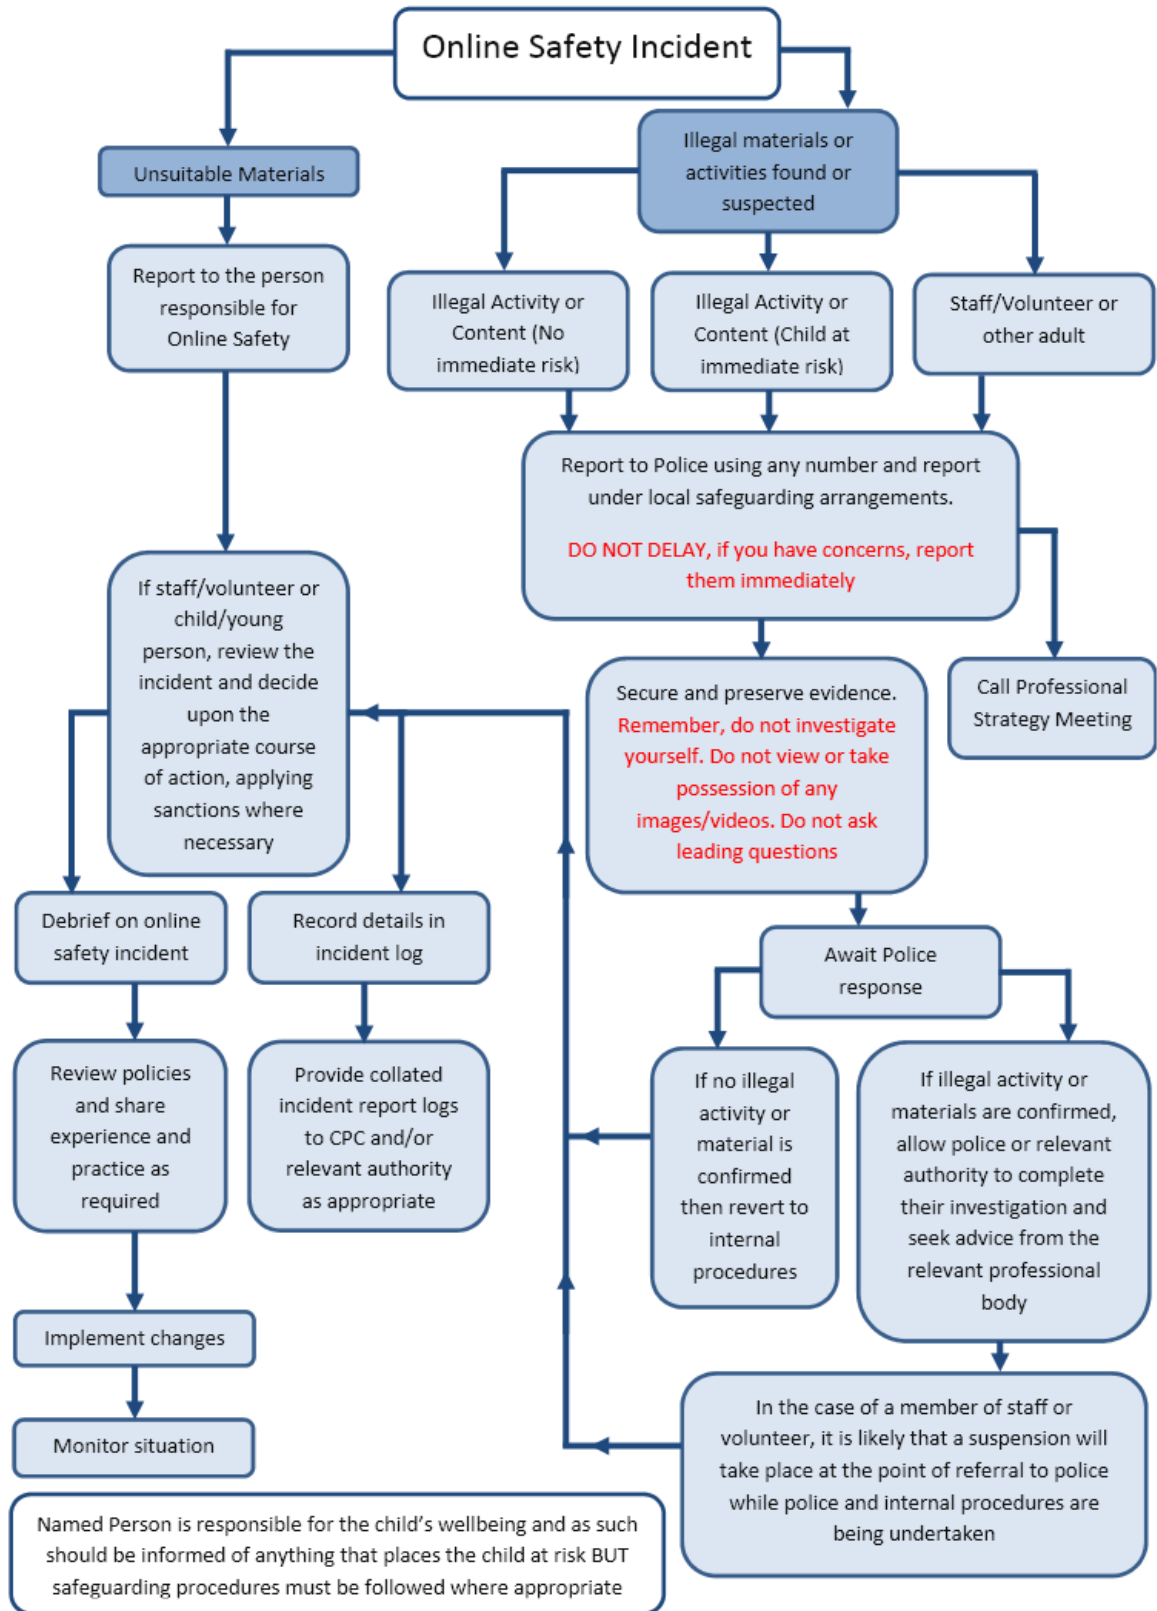 Online Safety Incident
Unsuitable Materials
Illegal materials or
activities found or
suspected
Report to the person
responsible for
Online Safety
Illegal Activity or
Content (No
immediate risk)
Illegal Activity or
Content (Child at
immediate risk)
Staff/Volunteer or
other adult
Report to Police using any number and report
under local safeguarding arrangements.
DO NOT DELAY, if you have concerns, report
them immediately
If staff/volunteer or
child/young
person, review the
incident and decide
upon the
appropriate course
of action, applying
sanctions where
necessary
Secure and preserve evidence.
Remember, do not investigate
yourself. Do not view or take
possession of any
images/videos. Do not ask
leading questions
Call Professional
Strategy Meeting
Debrief on online
safety incident
Record details in
incident log
Await Police
response
Review policies
and share
experience and
practice as
required
Provide collated
incident report logs
to CPC and/or
relevant authority
as appropriate
If no illegal
activity or
material is
confirmed
then revert to
internal
procedures
If illegal activity or
materials are confirmed,
allow police or relevant
authority to complete
their investigation and
seek advice from the
relevant professional
body
Implement changes
Monitor situation
In the case of a member of staff or
volunteer, it is likely that a suspension will
take place at the point of referral to police
while police and internal procedures are
being undertaken
Named Person is responsible for the child’s wellbeing and as such
should be informed of anything that places the child at risk BUT
safeguarding procedures must be followed where appropriate